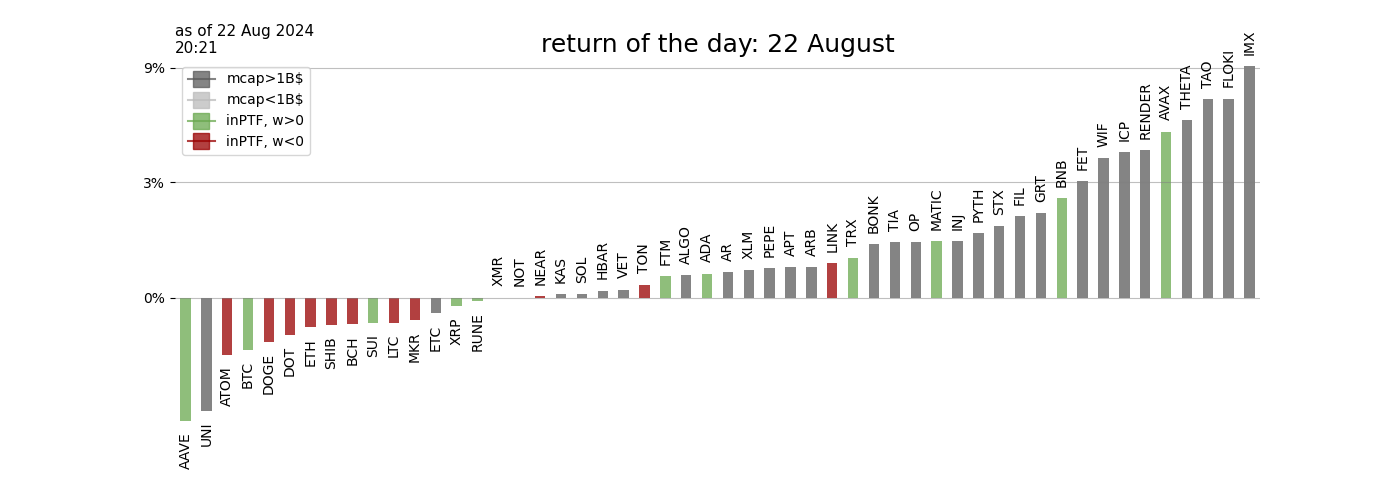 as of 22 Aug 2024
20:21
return of the day: 22 August
9%
3%
0%
mcap>1B$
mcap<1B$
inPTF, w>0
inPTF, w<0
AAVE
UNI
ATOM
BTC
DOGE
DOT
ETH
SHIB
BCH
SUI
LTC
MKR
ETC
XRP
RUNE
XMR
NOT
NEAR
KAS
SOL
HBAR
VET
TON
FTM
ALGO
ADA
AR
XLM
PEPE
APT
ARB
LINK
TRX
BONK
TIA
OP
MATIC
INJ
PYTH
STX
FIL
GRT
BNB
FET
WIF
ICP
RENDER
AVAX
THETA
TAO
FLOKI
IMX